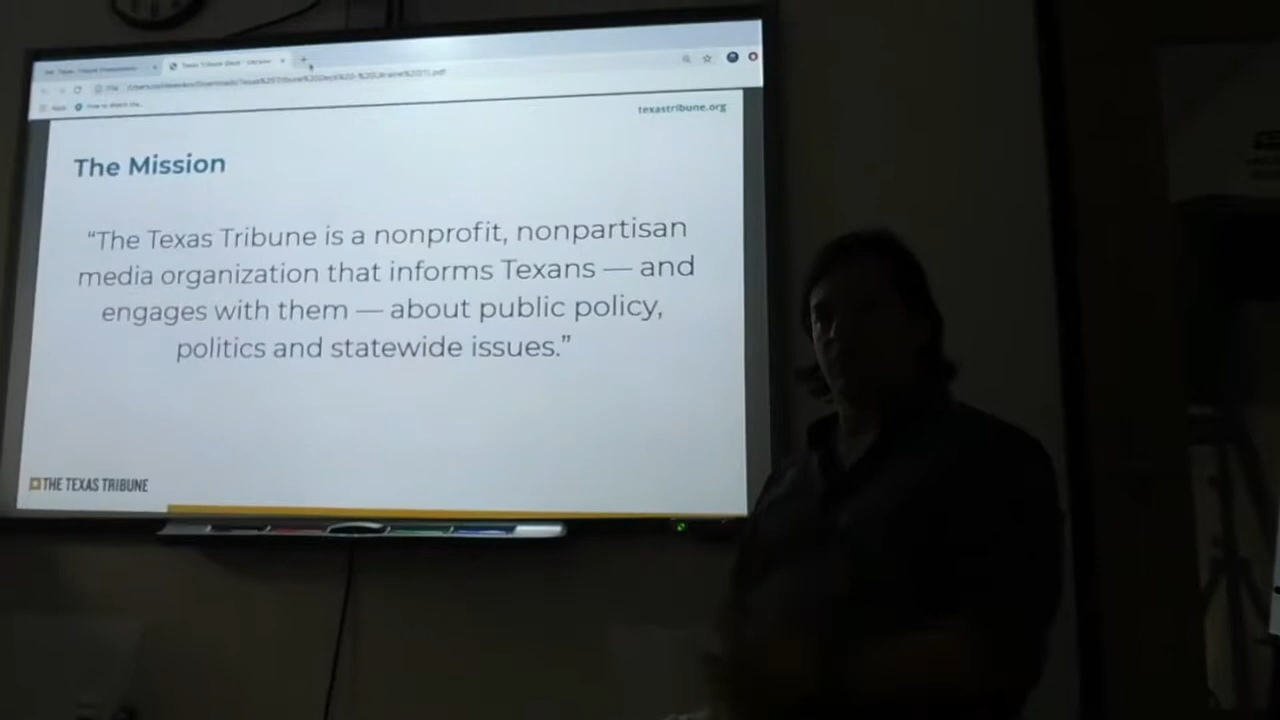 texastribune.org
The Mission
“The Texas Tribune is a nonprofit, nonpartisan
media organization that informs Texans — and
engages with them — about public policy,
politics and statewide issues.”
THE TEXAS TRIBUNE